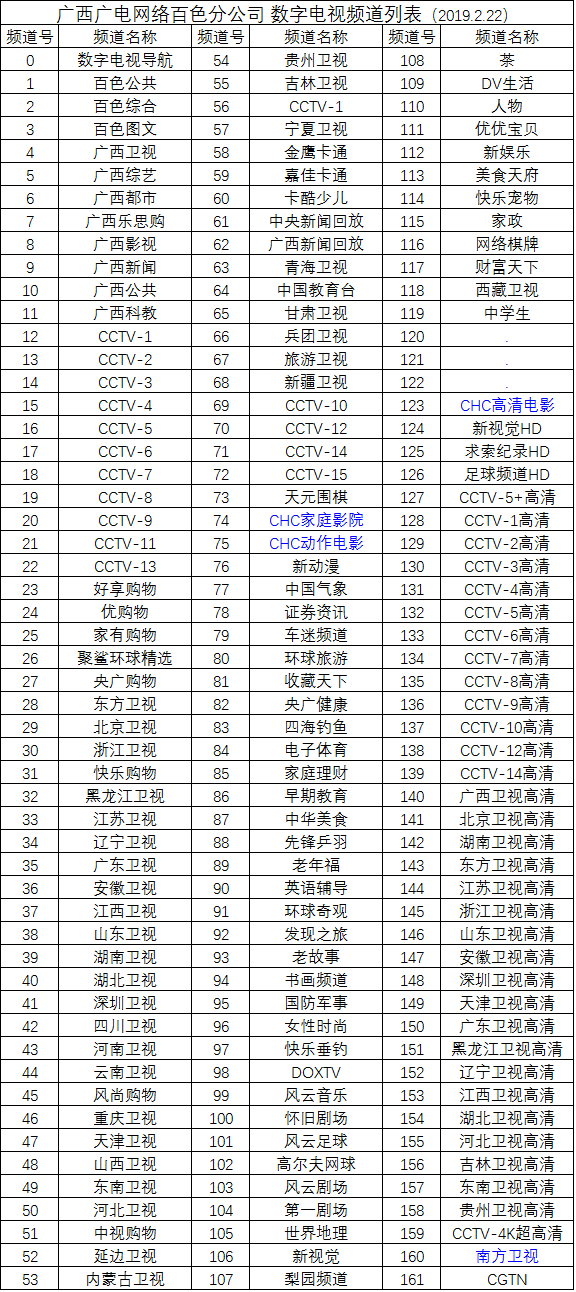 广西广电网络百色分公司 数字电视频道列表（2019.2.22）
频道号 频道名称 频道号 频道名称 频道号 频道名称
0 数字电视导航 54 贵州卫视 108 茶
1 百色公共 55 吉林卫视 109 DV生活
2 百色综合 56 CCTV-1 110 人物
3 百色图文 57 宁夏卫视 111 优优宝贝
4 广西卫视 58 金鹰卡通 112 新娱乐
5 广西综艺 59 嘉佳卡通 113 美食天府
6 广西都市 60 卡酷少儿 114 快乐宠物
7 广西乐思购 61 中央新闻回放 115 家政
8 广西影视 62 广西新闻回放 116 网络棋牌
9 广西新闻 63 青海卫视 117 财富天下
10 广西公共 64 中国教育台 118 西藏卫视
11 广西科教 65 甘肃卫视 119 中学生
12 CCTV-1 66 兵团卫视 120 .
13 CCTV-2 67 旅游卫视 121 .
14 CCTV-3 68 新疆卫视 122 .
15 CCTV-4 69 CCTV-10 123 CHC高清电影
16 CCTV-5 70 CCTV-12 124 新视觉HD
17 CCTV-6 71 CCTV-14 125 求索纪录HD
18 CCTV-7 72 CCTV-15 126 足球频道HD
19 CCTV-8 73 天元围棋 127 CCTV-5+高清
20 CCTV-9 74 CHC家庭影院 128 CCTV-1高清
21 CCTV-11 75 CHC动作电影 129 CCTV-2高清
22 CCTV-13 76 新动漫 130 CCTV-3高清
23 好享购物 77 中国气象 131 CCTV-4高清
24 优购物 78 证券资讯 132 CCTV-5高清
25 家有购物 79 车迷频道 133 CCTV-6高清
26 聚鲨环球精选 80 环球旅游 134 CCTV-7高清
27 央广购物 81 收藏天下 135 CCTV-8高清
28 东方卫视 82 央广健康 136 CCTV-9高清
29 北京卫视 83 四海钓鱼 137 CCTV-10高清
30 浙江卫视 84 电子体育 138 CCTV-12高清
31 快乐购物 85 家庭理财 139 CCTV-14高清
32 黑龙江卫视 86 早期教育 140 广西卫视高清
33 江苏卫视 87 中华美食 141 北京卫视高清
34 辽宁卫视 88 先锋乒羽 142 湖南卫视高清
35 广东卫视 89 老年福 143 东方卫视高清
36 安徽卫视 90 英语辅导 144 江苏卫视高清
37 江西卫视 91 环球奇观 145 浙江卫视高清
38 山东卫视 92 发现之旅 146 山东卫视高清
39 湖南卫视 93 老故事 147 安徽卫视高清
40 湖北卫视 94 书画频道 148 深圳卫视高清
41 深圳卫视 95 国防军事 149 天津卫视高清
42 四川卫视 96 女性时尚 150 广东卫视高清
43 河南卫视 97 快乐垂钓 151 黑龙江卫视高清
44 云南卫视 98 DOXTV 152 辽宁卫视高清
45 风尚购物 99 风云音乐 153 江西卫视高清
46 重庆卫视 100 怀旧剧场 154 湖北卫视高清
47 天津卫视 101 风云足球 155 河北卫视高清
48 山西卫视 102 高尔夫网球 156 吉林卫视高清
49 东南卫视 103 风云剧场 157 东南卫视高清
50 河北卫视 104 第一剧场 158 贵州卫视高清
51 中视购物 105 世界地理 159 CCTV-4K超高清
52 延边卫视 106 新视觉 160 南方卫视
53 内蒙古卫视 107 梨园频道 161 CGTN